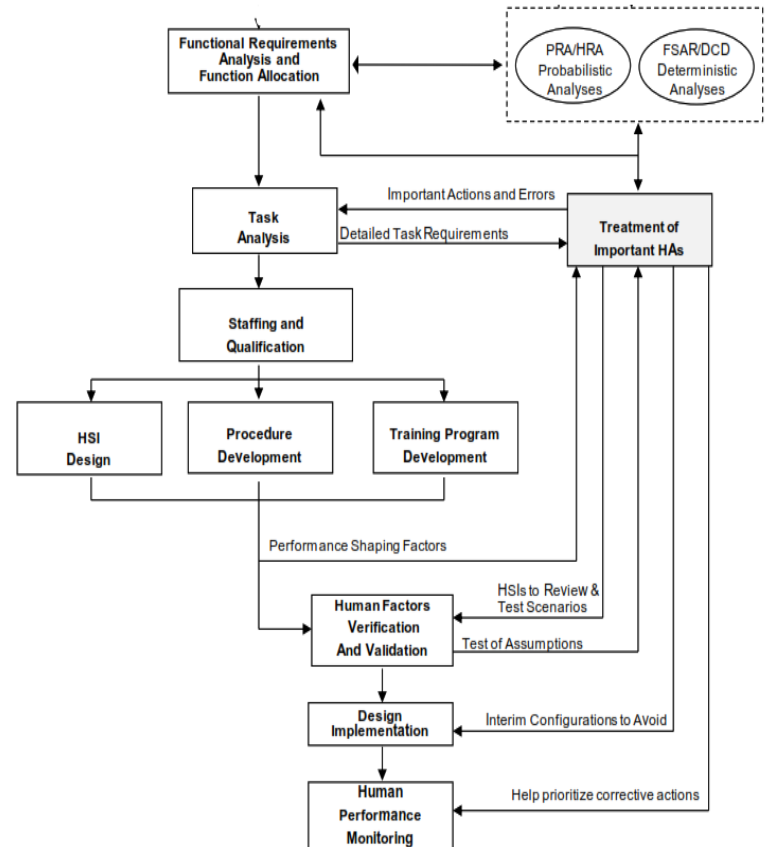 Functional Requirements
Analysis and
Function Allocation
PRA/HRA
Probabilistic
Analyses
FSAR/DCD
Deterministic
Analyses
Important Actions and Errors
Task
Analysis
Detailed Task Requirements
Treatment of
Important HAs
Staffing and
Qualification
HSI
Design
Procedure
Development
Training Program
Development
Performance Shaping Factors
HSIs to Review &
Test Scenarios
Human Factors
Verification
And Validation
Test of Assumptions
Design
Implementation
Interim Configurations to Avoid
Human
Performance
Monitoring
Help prioritize corrective actions